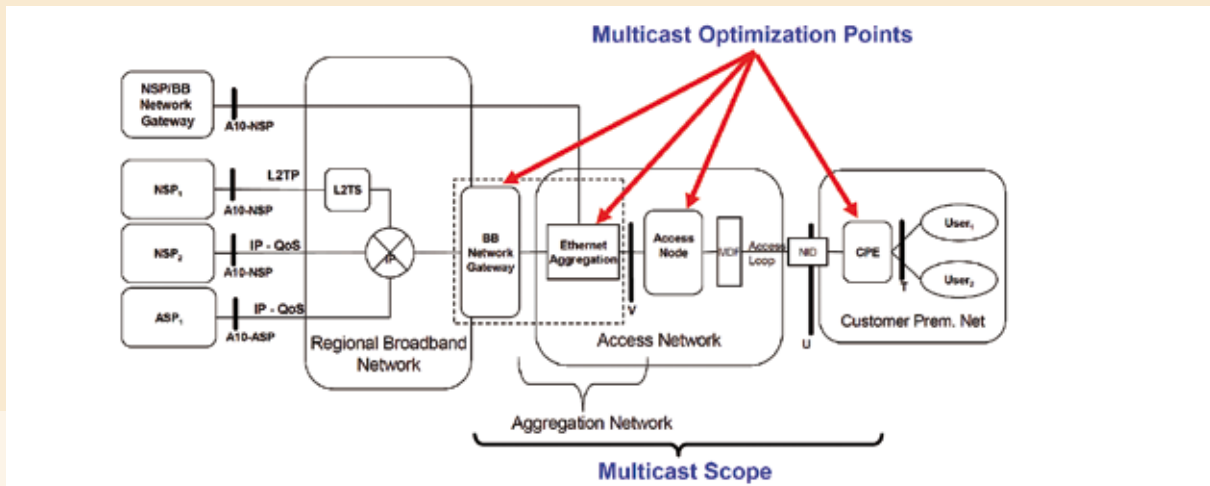 Multicast Optimization Points
NSP/BB
Network
Gateway
A10-NSP
NSP₁
L2TP
L2TS
A10-NSP
NSP₂
IP - QoS
IP
A10-NSP
ASP₁
IP - QoS
A10-ASP
Regional Broadband
Network
BB
Network
Gateway
Ethernet
Aggregation
V
Access
Node
MDF
Access
Loop
NID
U
CPE
T
User₁
User₂
Customer Prem. Net
Access Network
Aggregation Network
Multicast Scope